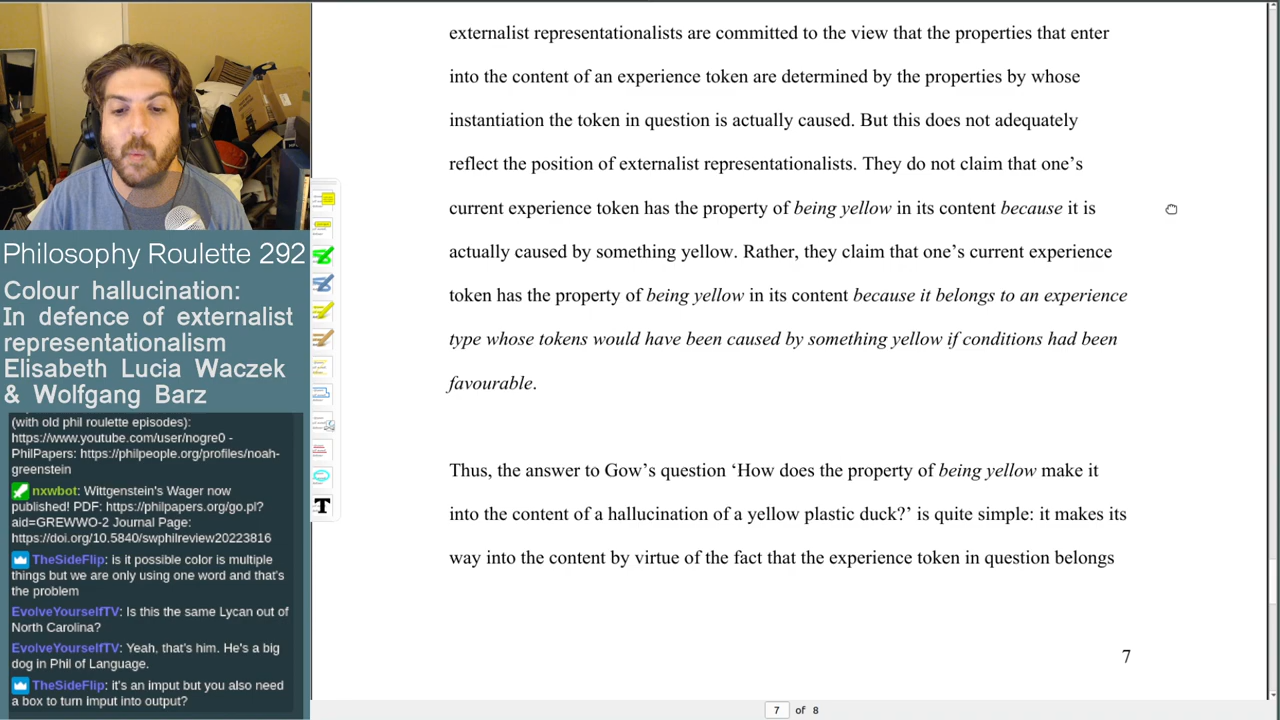 externalist representationalists are committed to the view that the properties that enter
into the content of an experience token are determined by the properties by whose
instantiation the token in question is actually caused. But this does not adequately
reflect the position of externalist representationalists. They do not claim that one’s
current experience token has the property of being yellow in its content because it is
actually caused by something yellow. Rather, they claim that one’s current experience
token has the property of being yellow in its content because it belongs to an experience
type whose tokens would have been caused by something yellow if conditions had been
favourable.
Thus, the answer to Gow’s question ‘How does the property of being yellow make it
into the content of a hallucination of a yellow plastic duck?’ is quite simple: it makes its
way into the content by virtue of the fact that the experience token in question belongs
7
7 of 8
T
Philosophy Roulette 292
Colour hallucination:
In defence of externalist
representationalism
Elisabeth Lucia Waczek
& Wolfgang Barz
(with old phil roulette episodes):
https://www.youtube.com/user/nogre0 -
PhilPapers: https://philpeople.org/profiles/noah-
greenstein
nxwbot: Wittgenstein's Wager now
published! PDF: https://philpapers.org/go.pl?
aid=GREWWO-2 Journal Page:
https://doi.org/10.5840/swphilreview20223816
TheSideFlip: is it possible color is multiple
things but we are only using one word and that's
the problem
EvolveYourselfTV: Is this the same Lycan out of
North Carolina?
EvolveYourselfTV: Yeah, that's him. He's a big
dog in Phil of Language.
TheSideFlip: it's an imput but you also need
a box to turn imput into output?